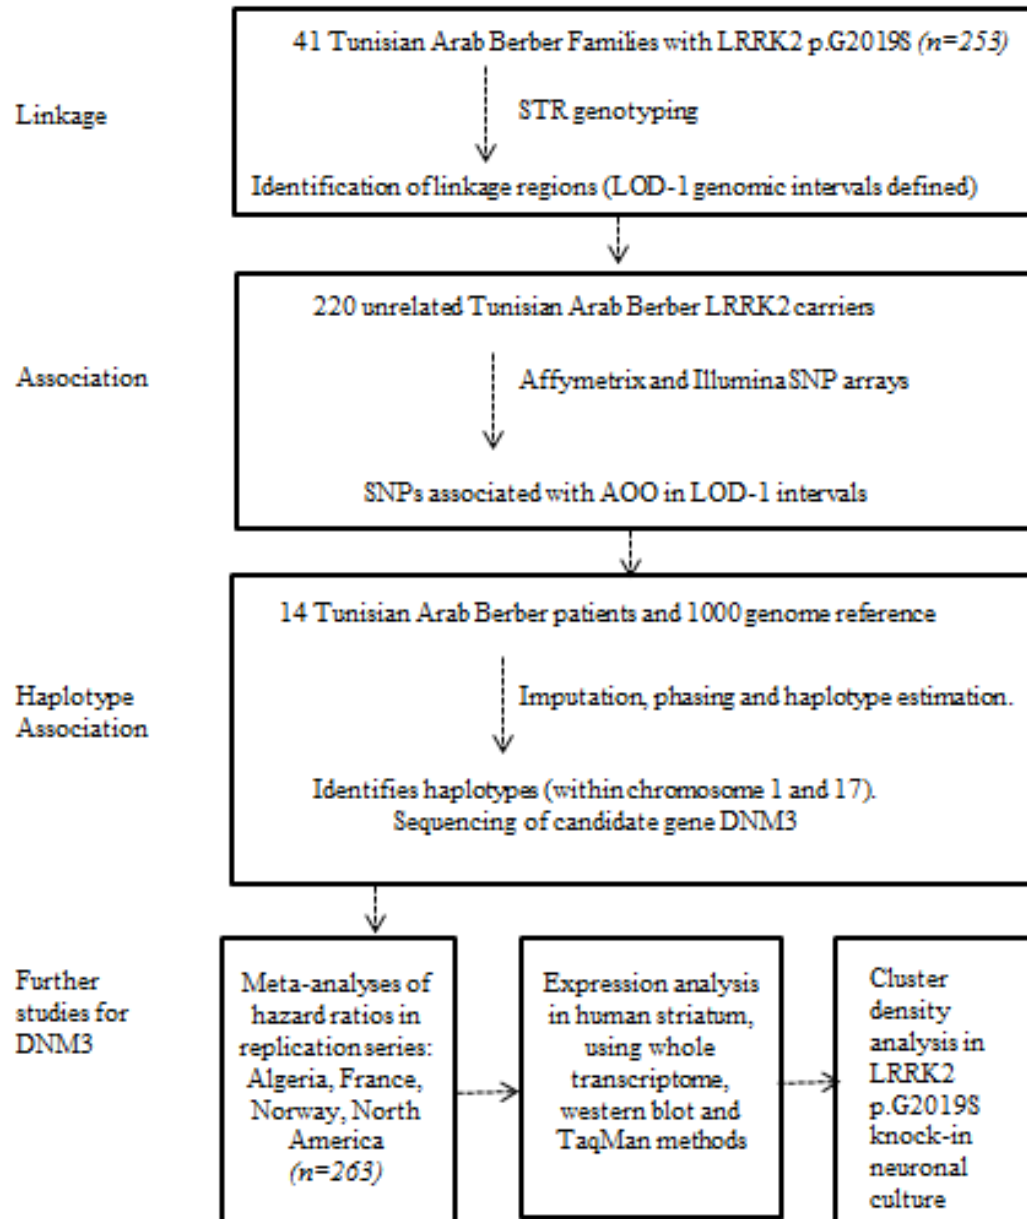 41 Tunisian Arab Berber Families with LRRK2 p.G2019S (n=253)
Linkage
STR genotyping
Identification of linkage regions (LOD-1 genomic intervals defined)
220 unrelated Tunisian Arab Berber LRRK2 carriers
Association
Affymetrix and Illumina SNP arrays
SNPs associated with AOO in LOD-1 intervals
14 Tunisian Arab Berber patients and 1000 genome reference
Haplotype
Association
Imputation, phasing and haplotype estimation.
Identifies haplotypes (within chromosome 1 and 17).
Sequencing of candidate gene DNM3
Further
studies for
DNM3
Meta-analyses of
hazard ratios in
replication series:
Algeria, France,
Norway, North
America
(n=263)
Expression analysis
in human striatum,
using whole
transcriptome,
western blot and
TaqMan methods
Cluster
density
analysis in
LRRK2
p.G2019S
knock-in
neuronal
culture